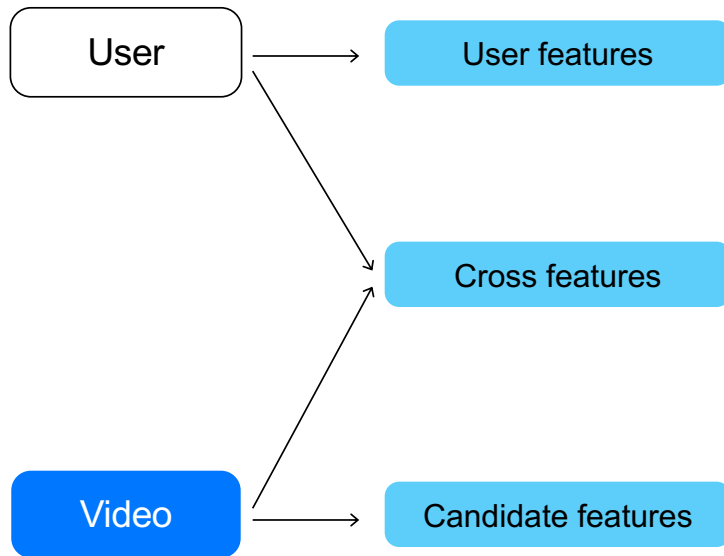 User
User features
Cross features
Video
Candidate features